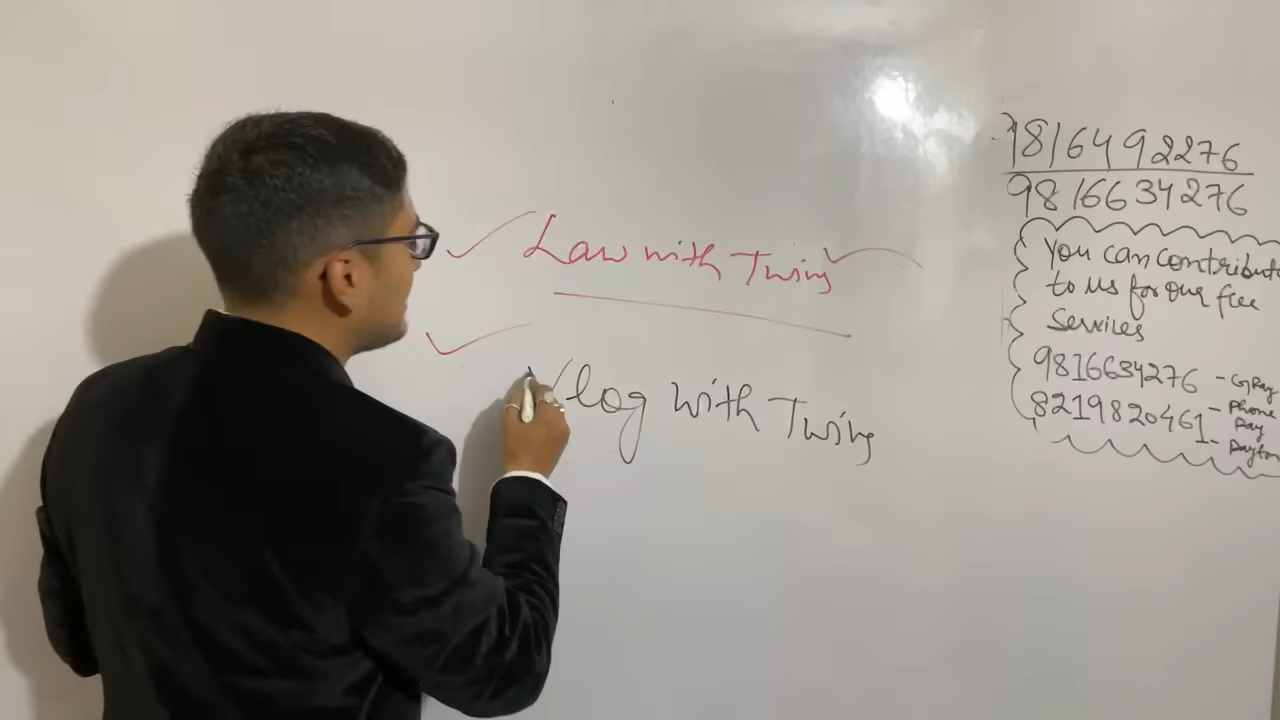 Law with Twins
Vlog with Twins
9816492276
9816634276
You can contribute
to us for our free
Services
9816634276 - G Pay
8219820461 - Phone
Pay
- Paytm